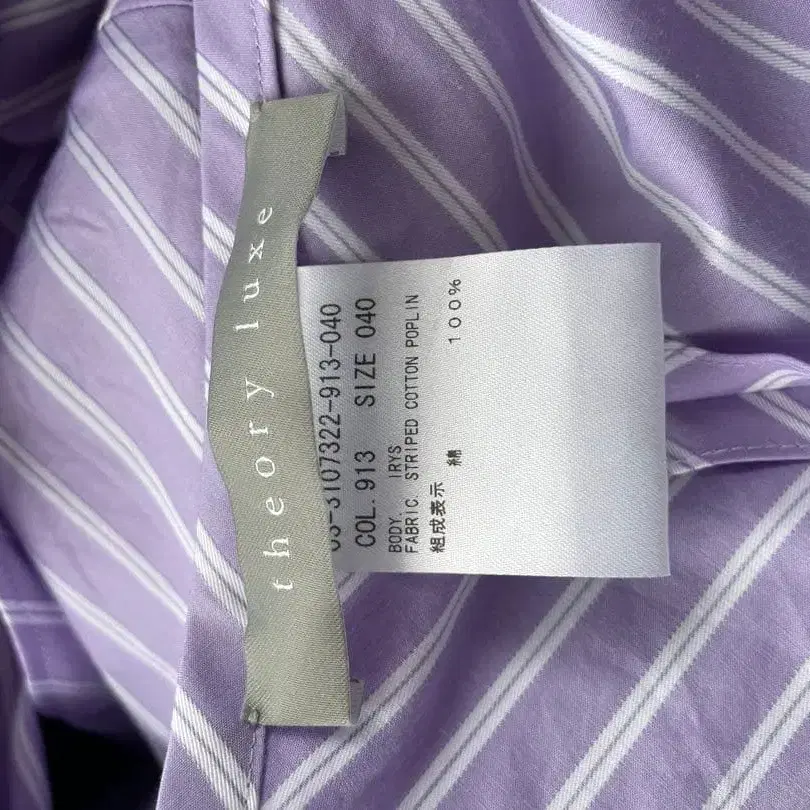 theory luxe
03-3107322-913-040
COL.913 SIZE 040
BODY. IRYS
FABRIC. STRIPED COTTON POPLIN
組成表示
綿 100%